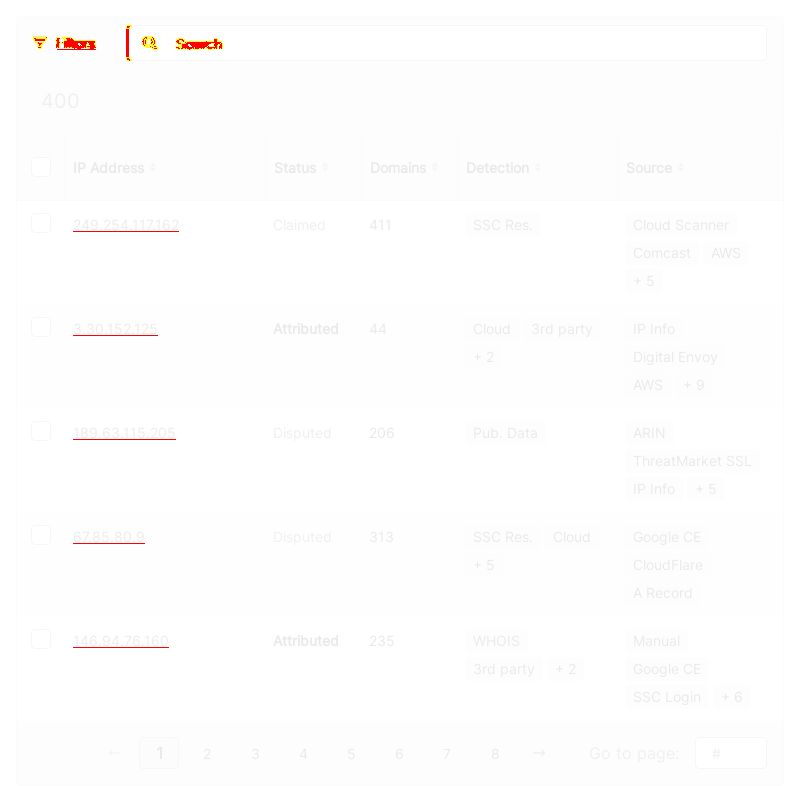 Filters Search
400
IP Address Status Domains Detection Source
249.254.117.162 Claimed 411 SSC Res. Cloud Scanner
Comcast AWS
+ 5
3.30.152.125 Attributed 44 Cloud 3rd party IP Info
+ 2 Digital Envoy
AWS + 9
189.63.115.205 Disputed 206 Pub. Data ARIN
ThreatMarket SSL
IP Info + 5
67.85.80.9 Disputed 313 SSC Res. Cloud Google CE
+ 5 CloudFlare
A Record
146.94.76.160 Attributed 235 WHOIS Manual
3rd party + 2 Google CE
SSC Login + 6
← 1 2 3 4 5 6 7 8 → Go to page: #